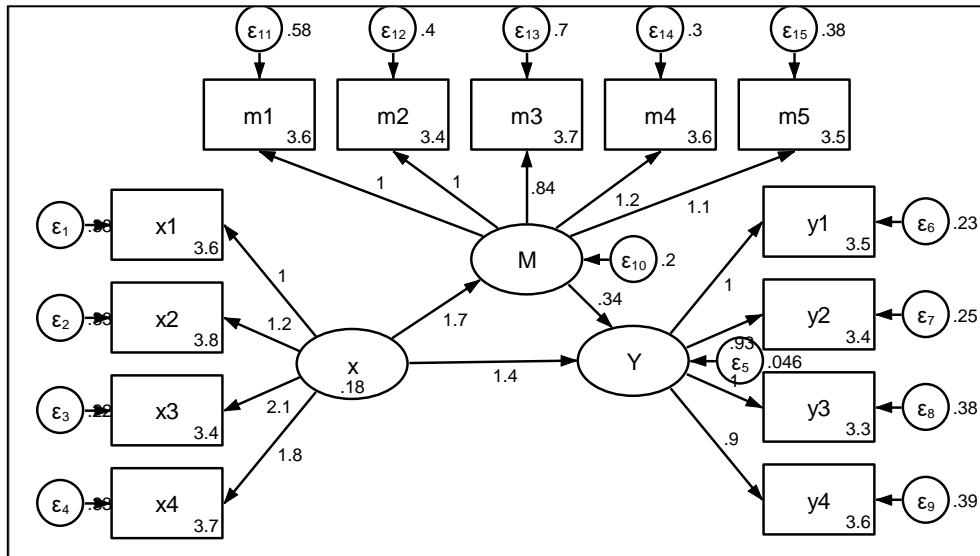 ε11 .58 ε12 .4 ε13 .7 ε14 .3 ε15 .38
m1 3.6
m2 3.4
m3 3.7
m4 3.6
m5 3.5
1 1 .84 1.2 1.1
ε1
x1 3.6
ε2
x2 3.8
ε3
x3 3.4
ε4
x4 3.7
1
1.2
2.1
1.8
x
.18
1.7
1.4
M
ε10 .2
.34
Y
ε5 .046
1
.93
1
.9
y1 3.5
ε6 .23
y2 3.4
ε7 .25
y3 3.3
ε8 .38
y4 3.6
ε9 .39